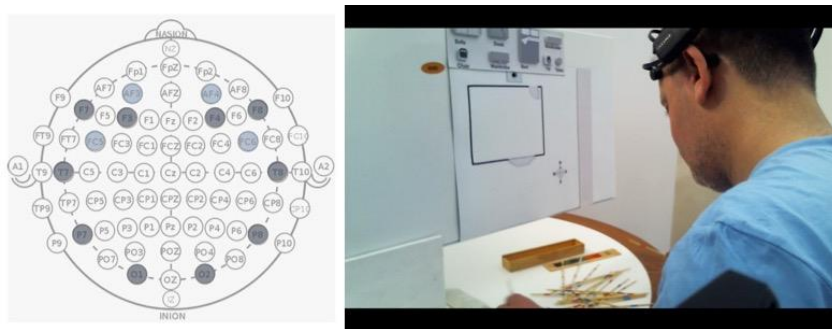 NASION
NZ
Fp1 FpZ Fp2
AF7 AF3 AFZ AF4 AF8
F9 F7 F5 F3 F1 Fz F2 F4 F6 F8 F10
FT9 FT7 FC5 FC3 FC1 FCZ FC2 FC4 FC6 FC8
A1 T9 T7 C5 C3 C1 Cz C2 C4 C6 T8 T10 A2
TP9 TP7 CP5 CP3 CP1 CPZ CP2 CP4 CP6 CP8
P9 P7 P5 P3 P1 PZ P2 P4 P6 P8 P10
PO7 PO3 POZ PO4 PO8
O1 OZ O2
IZ
INION